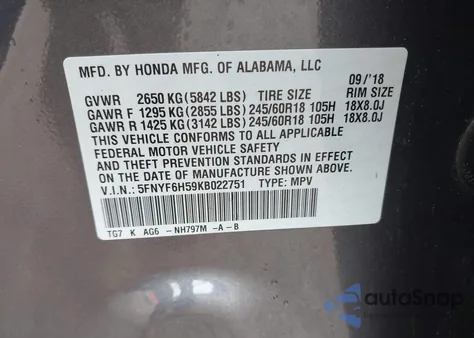 MFD. BY HONDA MFG. OF ALABAMA, LLC 09/'18
GVWR 2650 KG (5842 LBS) TIRE SIZE RIM SIZE
GAWR F 1295 KG (2855 LBS) 245/60R18 105H 18X8.0J
GAWR R 1425 KG (3142 LBS) 245/60R18 105H 18X8.0J
THIS VEHICLE CONFORMS TO ALL APPLICABLE
FEDERAL MOTOR VEHICLE SAFETY
AND THEFT PREVENTION STANDARDS IN EFFECT
ON THE DATE OF MANUFACTURE SHOWN ABOVE.
V.I.N.: 5FNYF6H59KB022751 TYPE: MPV
TG7 K AG6 -NH797M -A -B
autoSnap